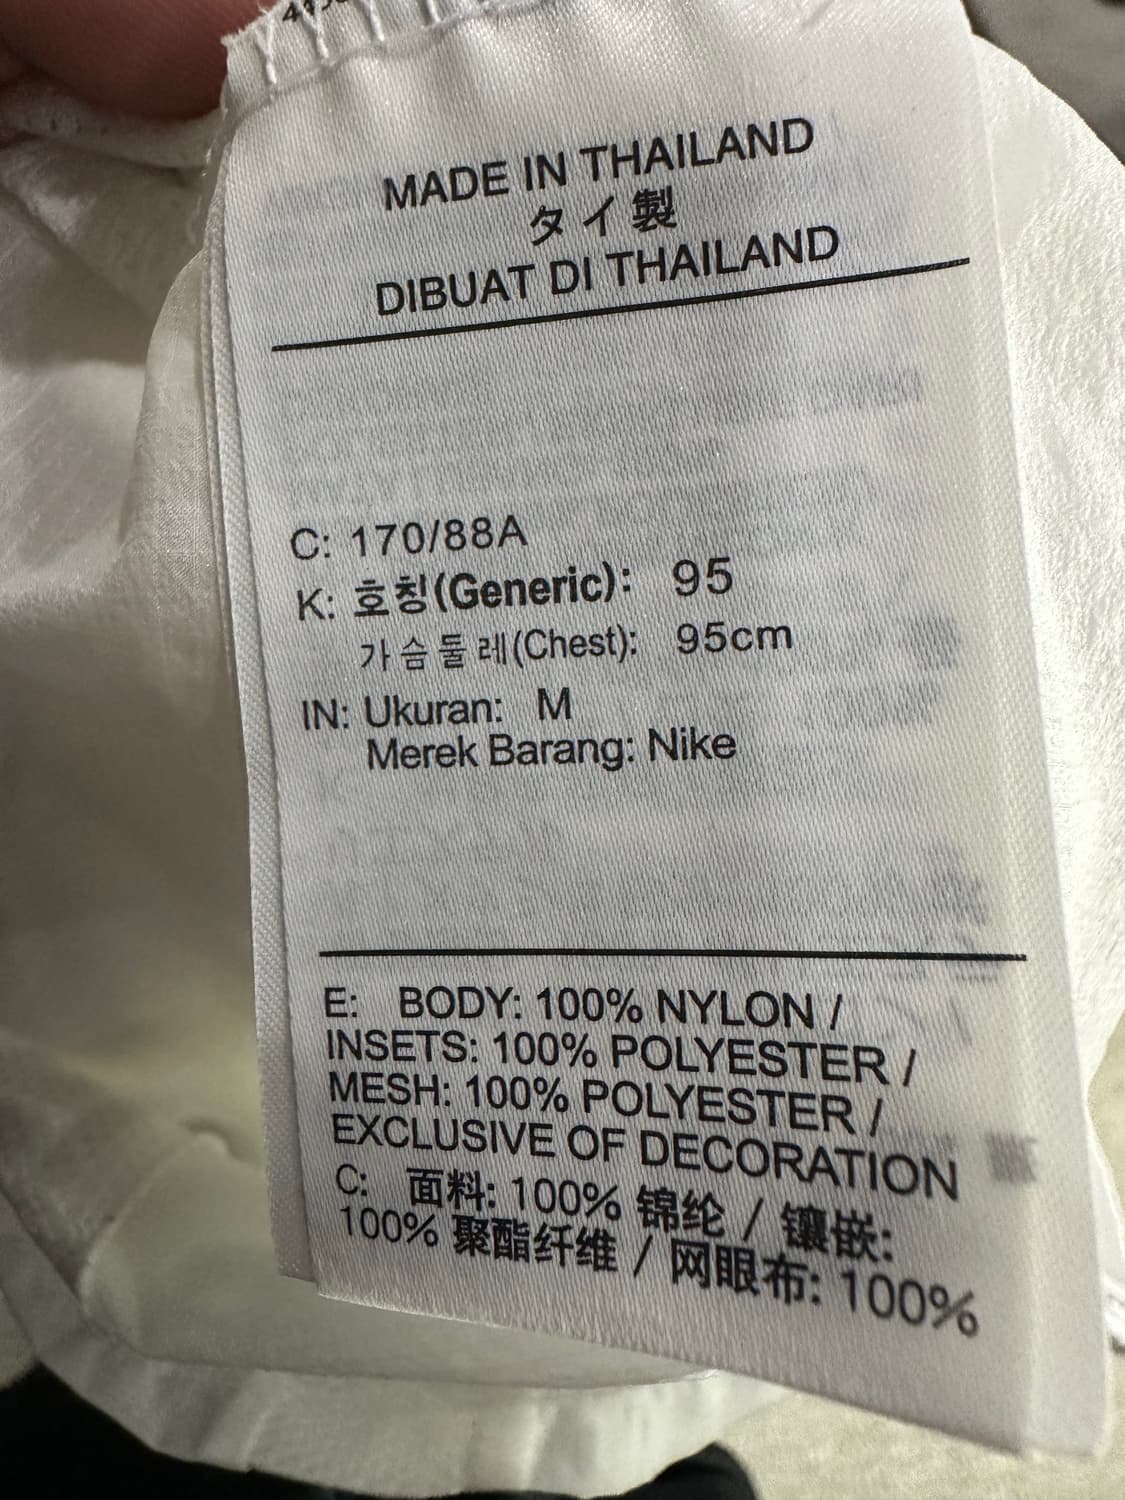 MADE IN THAILAND
タイ製
DIBUAT DI THAILAND
C: 170/88A
K: 호칭(Generic): 95
가슴둘레(Chest): 95cm
IN: Ukuran: M
Merek Barang: Nike
E: BODY: 100% NYLON /
INSETS: 100% POLYESTER /
MESH: 100% POLYESTER /
EXCLUSIVE OF DECORATION
C: 面料: 100% 锦纶 / 镶嵌:
100% 聚酯纤维 / 网眼布: 100%